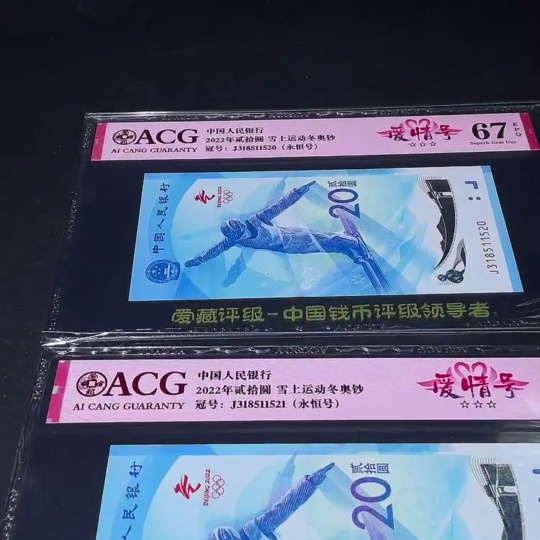 ACG
AI CANG GUARANTY
中国人民银行
2022年贰拾圆 雪上运动冬奥钞
冠号：J318511520（永恒号）
爱情号
☆☆☆
67
EPQ
Superb Gem Unc
中国人民银行
BEIJING 2022
20
贰拾圆
J318511520
爱藏评级-中国钱币评级领导者
ACG
AI CANG GUARANTY
中国人民银行
2022年贰拾圆 雪上运动冬奥钞
冠号：J318511521（永恒号）
爱情号
☆☆☆
人民银行
BEIJING 2022
20
贰拾圆